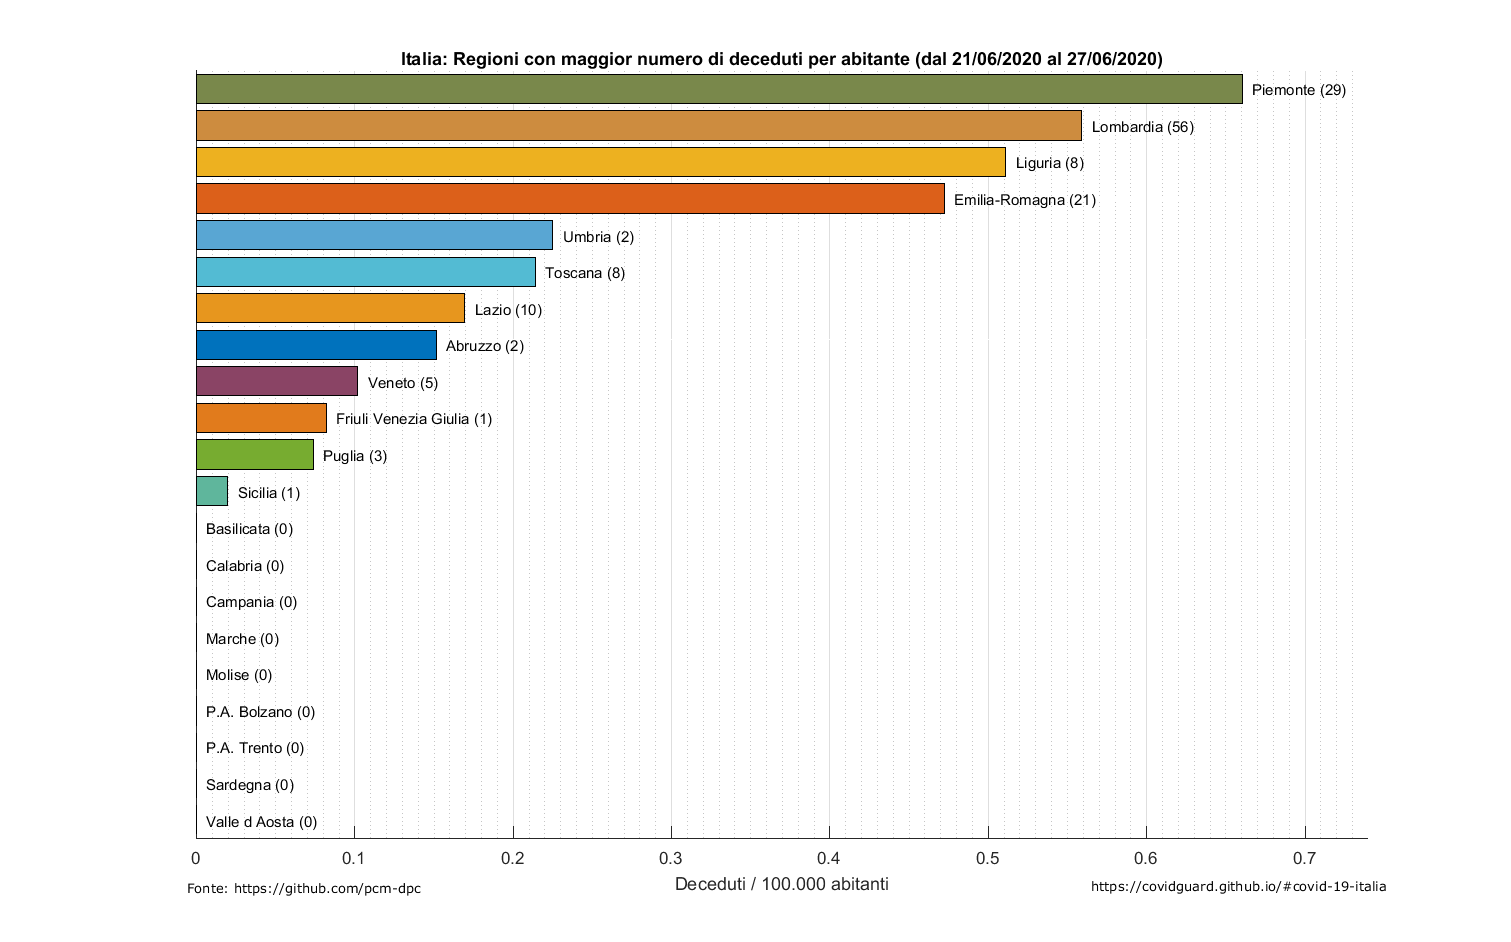 Italia: Regioni con maggior numero di deceduti per abitante (dal 21/06/2020 al 27/06/2020)
Piemonte (29)
Lombardia (56)
Liguria (8)
Emilia-Romagna (21)
Umbria (2)
Toscana (8)
Lazio (10)
Abruzzo (2)
Veneto (5)
Friuli Venezia Giulia (1)
Puglia (3)
Sicilia (1)
Basilicata (0)
Calabria (0)
Campania (0)
Marche (0)
Molise (0)
P.A. Bolzano (0)
P.A. Trento (0)
Sardegna (0)
Valle d Aosta (0)
0 0.1 0.2 0.3 0.4 0.5 0.6 0.7
Deceduti / 100.000 abitanti
Fonte: https://github.com/pcm-dpc
https://covidguard.github.io/#covid-19-italia